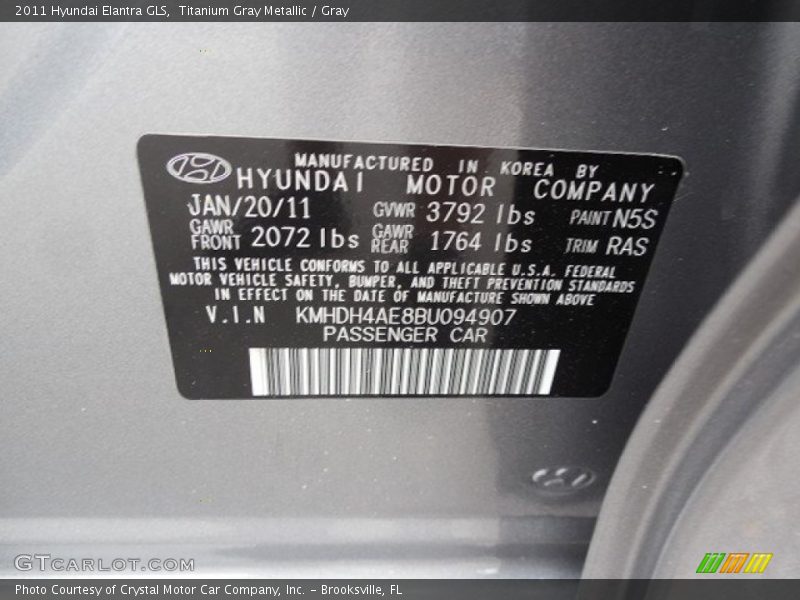 2011 Hyundai Elantra GLS, Titanium Gray Metallic / Gray
MANUFACTURED IN KOREA BY
HYUNDAI MOTOR COMPANY
JAN/20/11 GVWR 3792 lbs PAINT N5S
GAWR FRONT 2072 lbs GAWR REAR 1764 lbs TRIM RAS
THIS VEHICLE CONFORMS TO ALL APPLICABLE U.S.A. FEDERAL
MOTOR VEHICLE SAFETY, BUMPER, AND THEFT PREVENTION STANDARDS
IN EFFECT ON THE DATE OF MANUFACTURE SHOWN ABOVE
V.I.N KMHDH4AE8BU094907
PASSENGER CAR
GTCARLOT.COM
Photo Courtesy of Crystal Motor Car Company, Inc. – Brooksville, FL